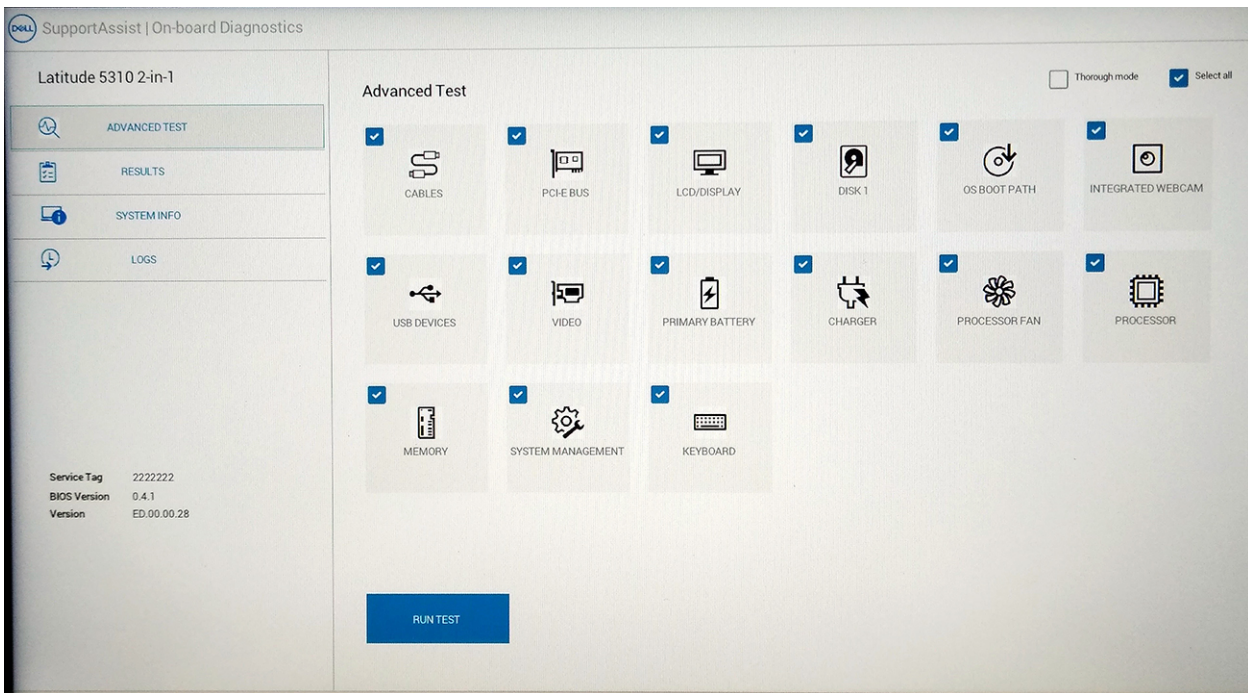 DELL SupportAssist | On-board Diagnostics
Latitude 5310 2-in-1
ADVANCED TEST
RESULTS
SYSTEM INFO
LOGS
Service Tag 2222222
BIOS Version 0.4.1
Version ED.00.00.28
Advanced Test
Thorough mode Select all
CABLES PCI-E BUS LCD/DISPLAY DISK 1 OS BOOT PATH INTEGRATED WEBCAM
USB DEVICES VIDEO PRIMARY BATTERY CHARGER PROCESSOR FAN PROCESSOR
MEMORY SYSTEM MANAGEMENT KEYBOARD
RUN TEST